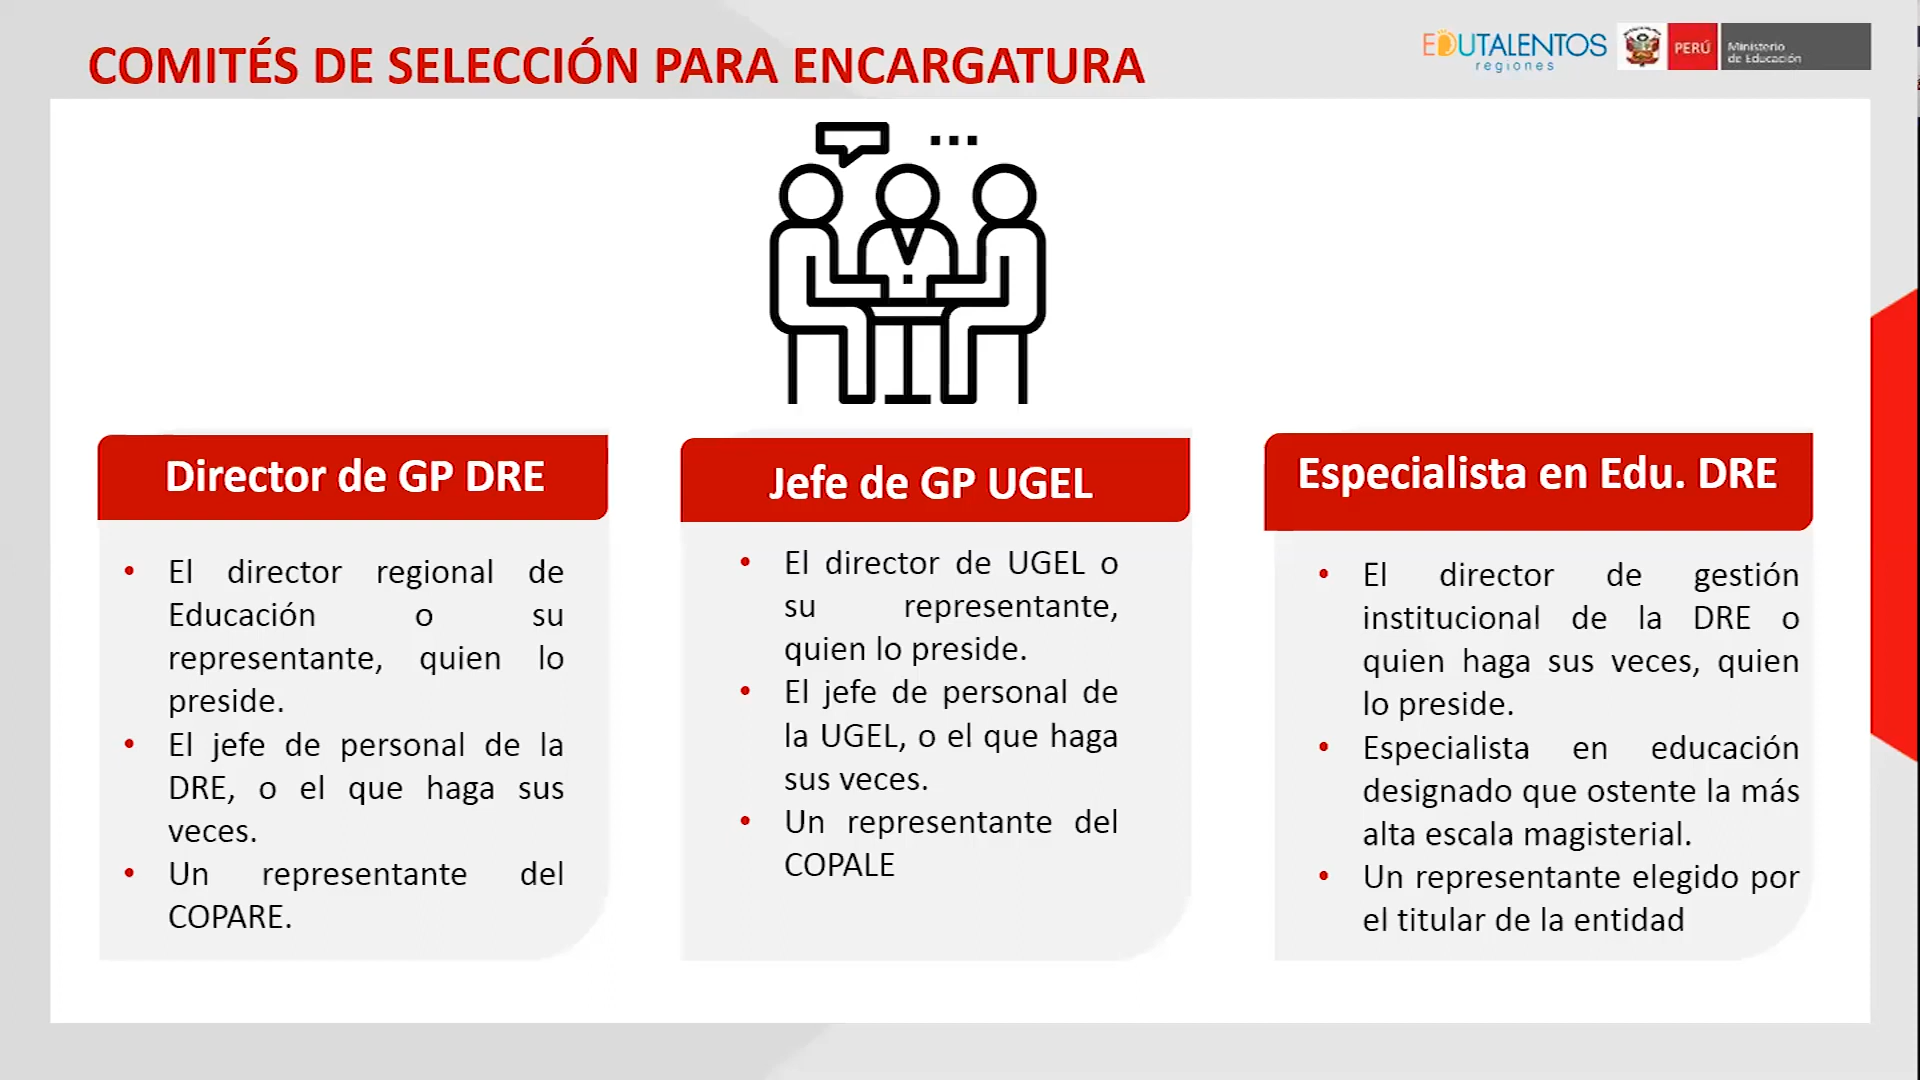 COMITÉS DE SELECCIÓN PARA ENCARGATURA
EDUTALENTOS
regiones
PERÚ
Ministerio
de Educación
Director de GP DRE
• El director regional de
Educación o su
representante, quien lo
preside.
• El jefe de personal de la
DRE, o el que haga sus
veces.
• Un representante del
COPARE.
Jefe de GP UGEL
• El director de UGEL o
su representante,
quien lo preside.
• El jefe de personal de
la UGEL, o el que haga
sus veces.
• Un representante del
COPALE
Especialista en Edu. DRE
• El director de gestión
institucional de la DRE o
quien haga sus veces, quien
lo preside.
• Especialista en educación
designado que ostente la más
alta escala magisterial.
• Un representante elegido por
el titular de la entidad